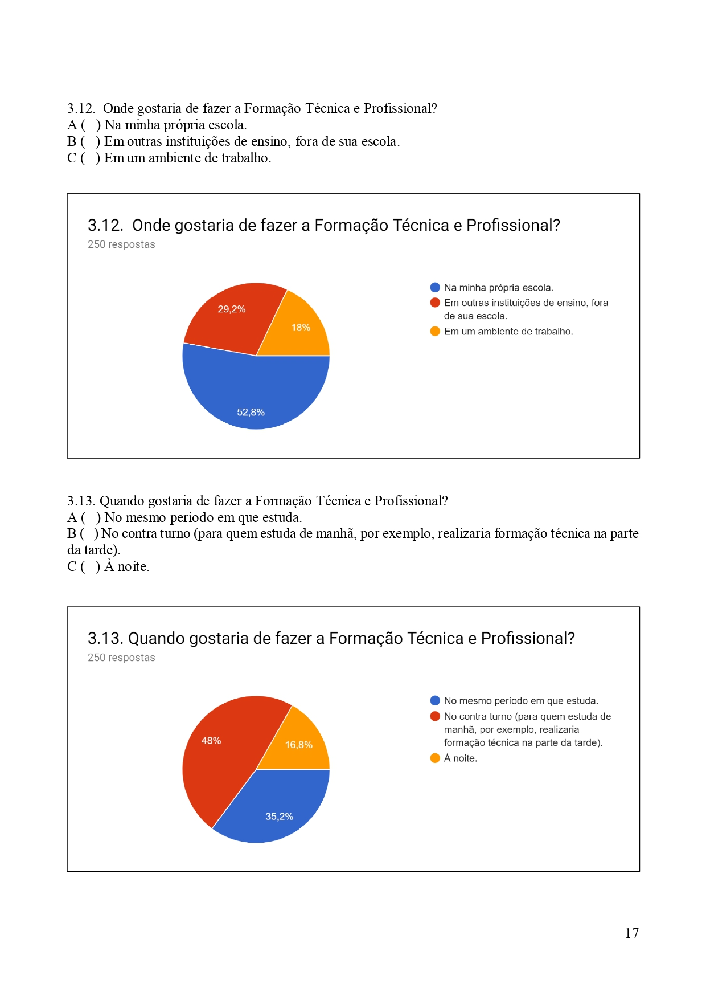 3.12.  Onde gostaria de fazer a Formação Técnica e Profissional?
A (   ) Na minha própria escola.
B (   ) Em outras instituições de ensino, fora de sua escola.
C (   ) Em um ambiente de trabalho.
3.12.  Onde gostaria de fazer a Formação Técnica e Profissional?
250 respostas
29,2%
18%
52,8%
Na minha própria escola.
Em outras instituições de ensino, fora
de sua escola.
Em um ambiente de trabalho.
3.13. Quando gostaria de fazer a Formação Técnica e Profissional?
A (   ) No mesmo período em que estuda.
B (   ) No contra turno (para quem estuda de manhã, por exemplo, realizaria formação técnica na parte
da tarde).
C (   ) À noite.
3.13. Quando gostaria de fazer a Formação Técnica e Profissional?
250 respostas
48%
16,8%
35,2%
No mesmo período em que estuda.
No contra turno (para quem estuda de
manhã, por exemplo, realizaria
formação técnica na parte da tarde).
À noite.
17